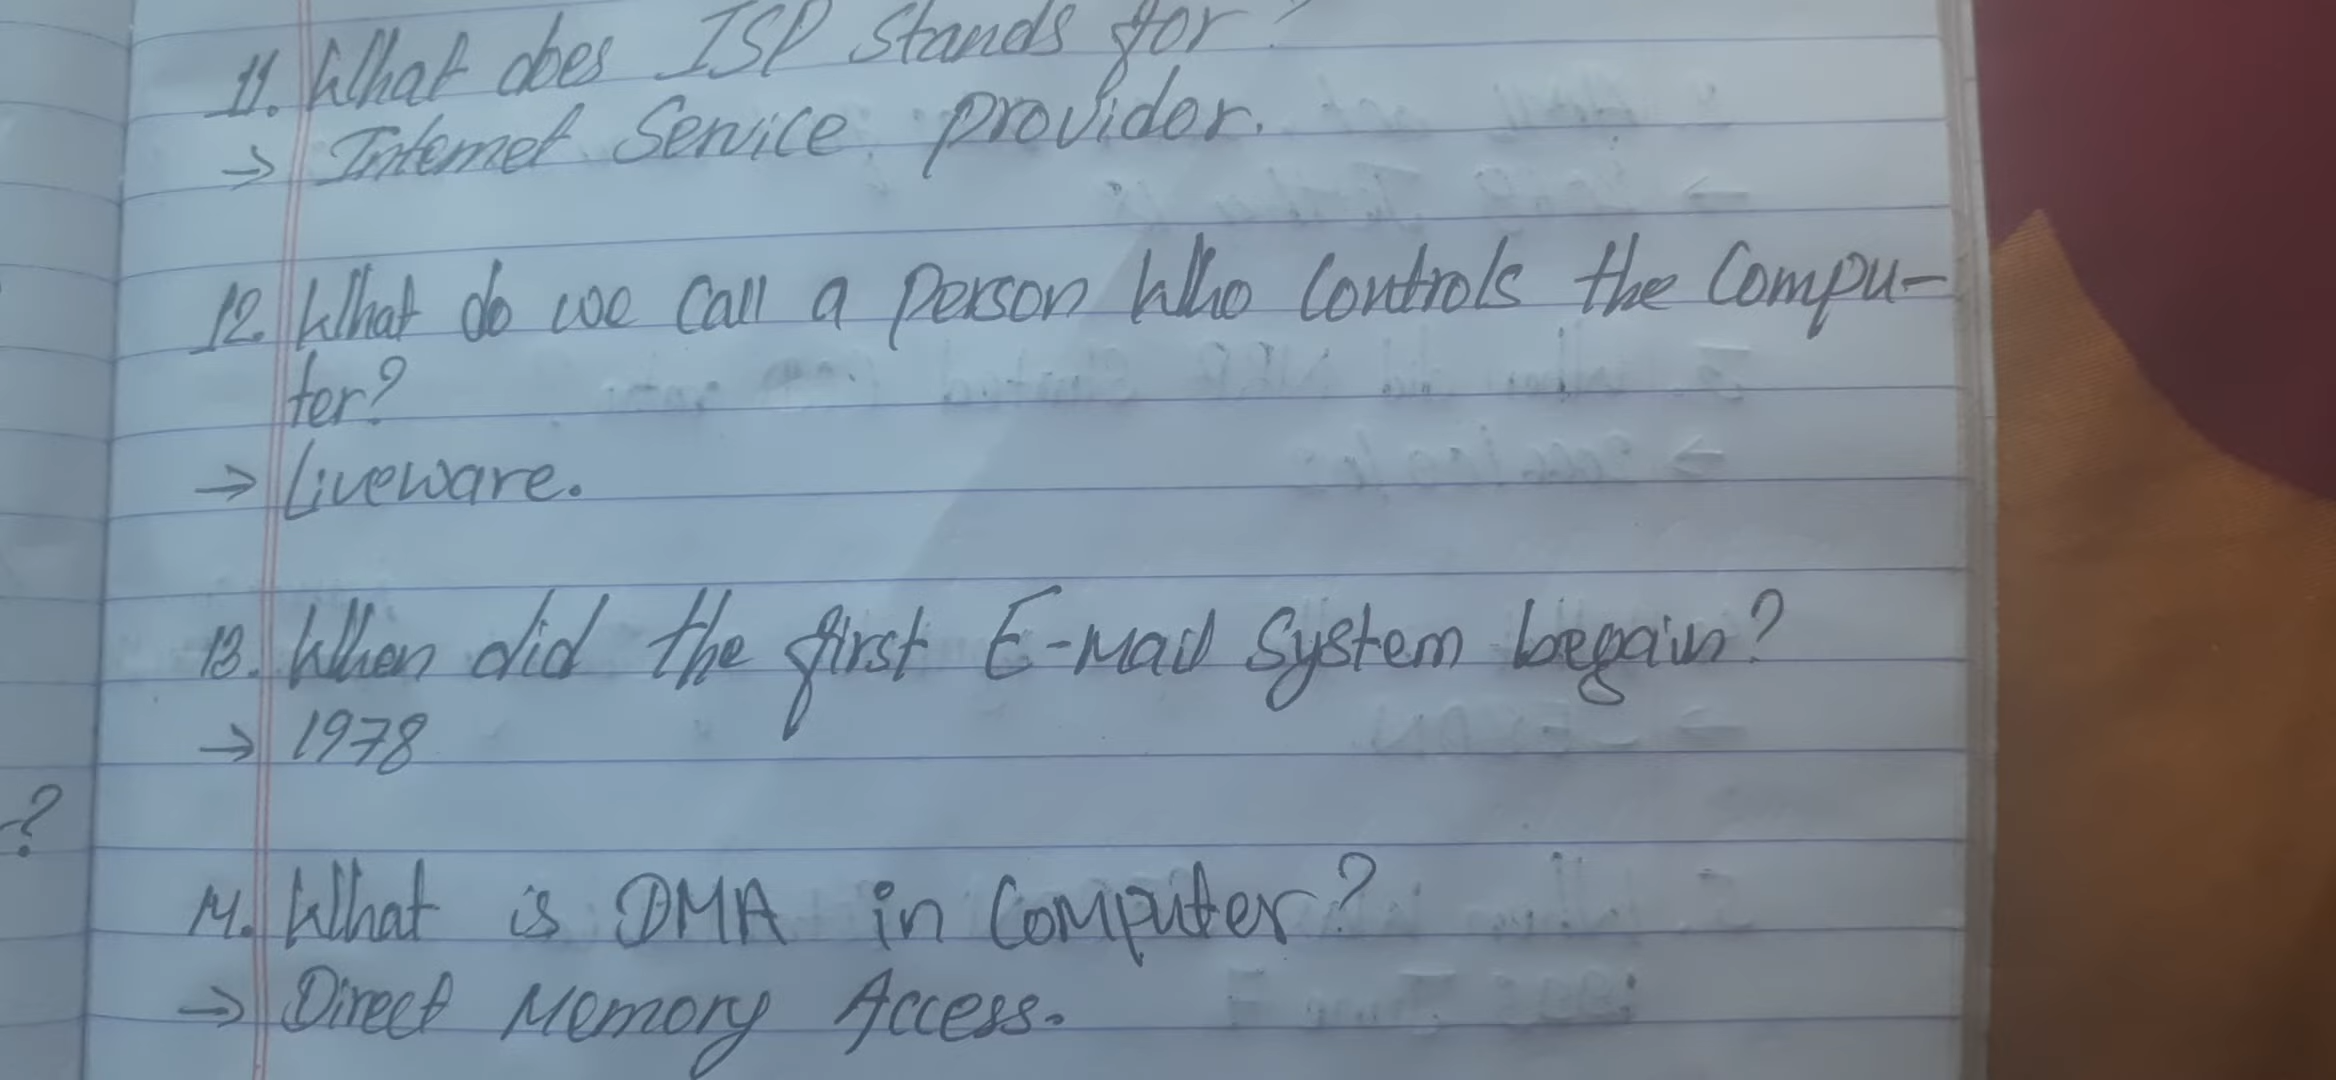 11. What does ISP stands for?
→ Internet Service provider.
12. What do we call a person who controls the compu-
ter?
→ Liveware.
13. When did the first E-mail system begain?
→ 1978
-?
14. What is DMA in Computer?
→ Direct Memory Access.